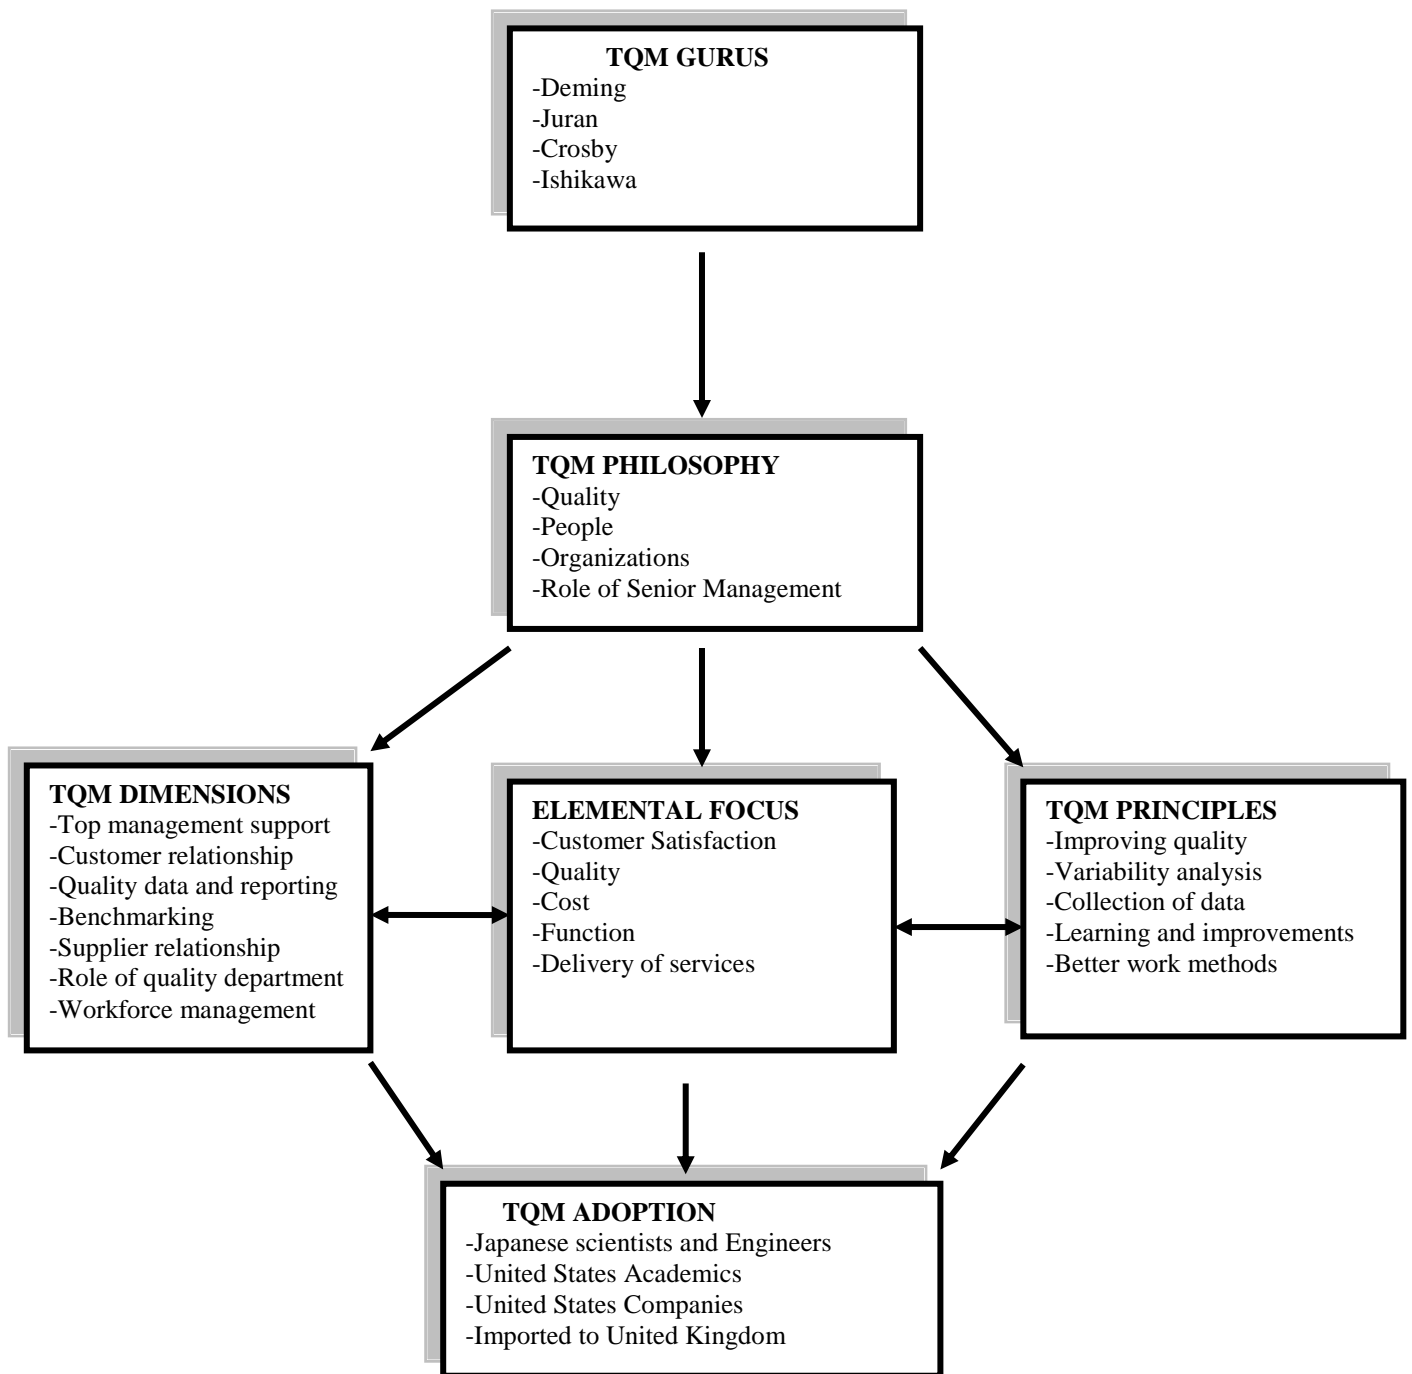 TQM GURUS
-Deming
-Juran
-Crosby
-Ishikawa
TQM PHILOSOPHY
-Quality
-People
-Organizations
-Role of Senior Management
TQM DIMENSIONS
-Top management support
-Customer relationship
-Quality data and reporting
-Benchmarking
-Supplier relationship
-Role of quality department
-Workforce management
ELEMENTAL FOCUS
-Customer Satisfaction
-Quality
-Cost
-Function
-Delivery of services
TQM PRINCIPLES
-Improving quality
-Variability analysis
-Collection of data
-Learning and improvements
-Better work methods
TQM ADOPTION
-Japanese scientists and Engineers
-United States Academics
-United States Companies
-Imported to United Kingdom